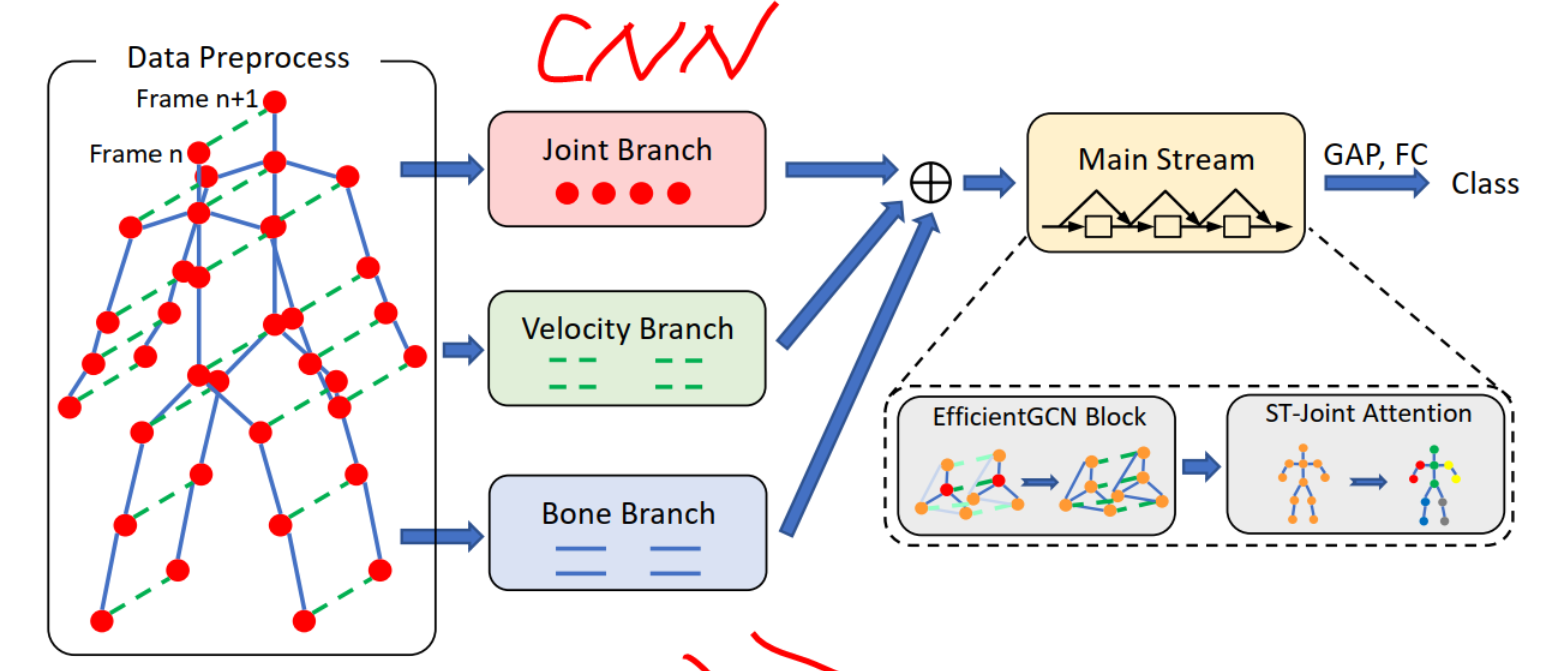 CNN
Data Preprocess
Frame n+1
Frame n
Joint Branch
Velocity Branch
Bone Branch
Main Stream
GAP, FC
Class
EfficientGCN Block
ST-Joint Attention